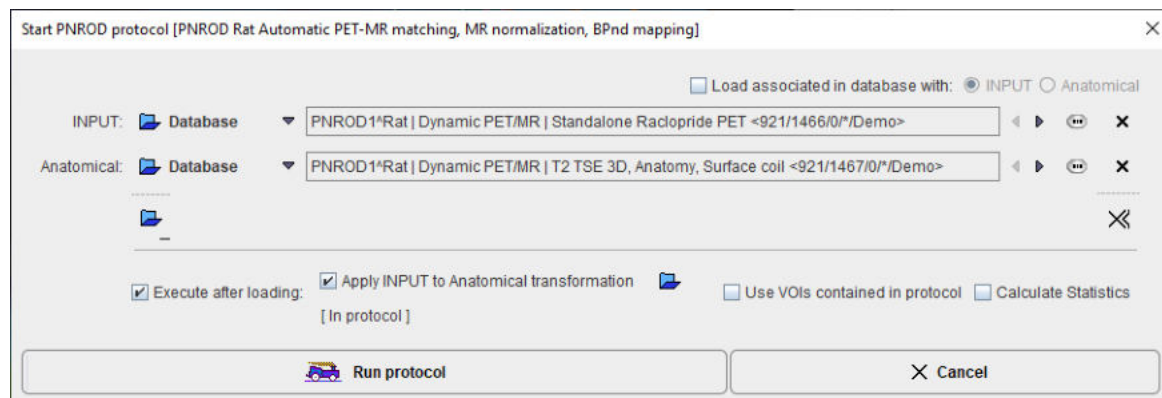 Start PNROD protocol [PNROD Rat Automatic PET-MR matching, MR normalization, BPnd mapping]
Load associated in database with: INPUT Anatomical
INPUT: Database PNROD1^Rat | Dynamic PET/MR | Standalone Raclopride PET <921/1466/0/*/Demo>
Anatomical: Database PNROD1^Rat | Dynamic PET/MR | T2 TSE 3D, Anatomy, Surface coil <921/1467/0/*/Demo>
Execute after loading: Apply INPUT to Anatomical transformation Use VOIs contained in protocol Calculate Statistics
[ In protocol ]
Run protocol Cancel